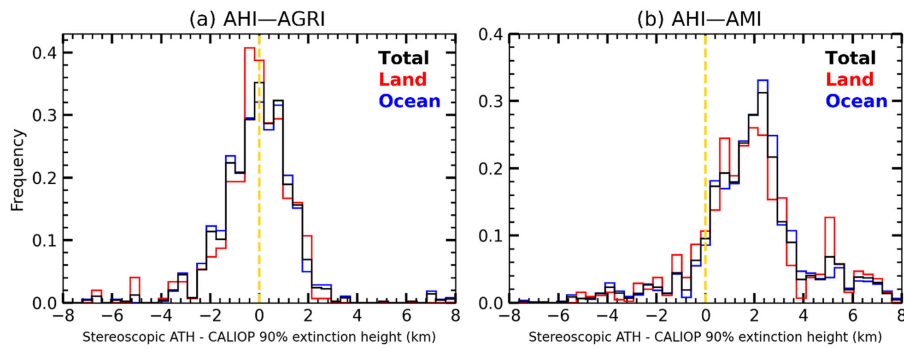 (a) AHI—AGRI
(b) AHI—AMI
Frequency
0.4
0.3
0.2
0.1
0.0
Total
Land
Ocean
−8 −6 −4 −2 0 2 4 6 8
Stereoscopic ATH - CALIOP 90% extinction height (km)
0.4
0.3
0.2
0.1
0.0
Total
Land
Ocean
−8 −6 −4 −2 0 2 4 6 8
Stereoscopic ATH - CALIOP 90% extinction height (km)